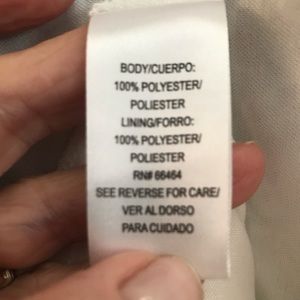 BODY/CUERPO:
100% POLYESTER/
POLIESTER
LINING/FORRO:
100% POLYESTER/
POLIESTER
RN# 66464
SEE REVERSE FOR CARE/
VER AL DORSO
PARA CUIDADO